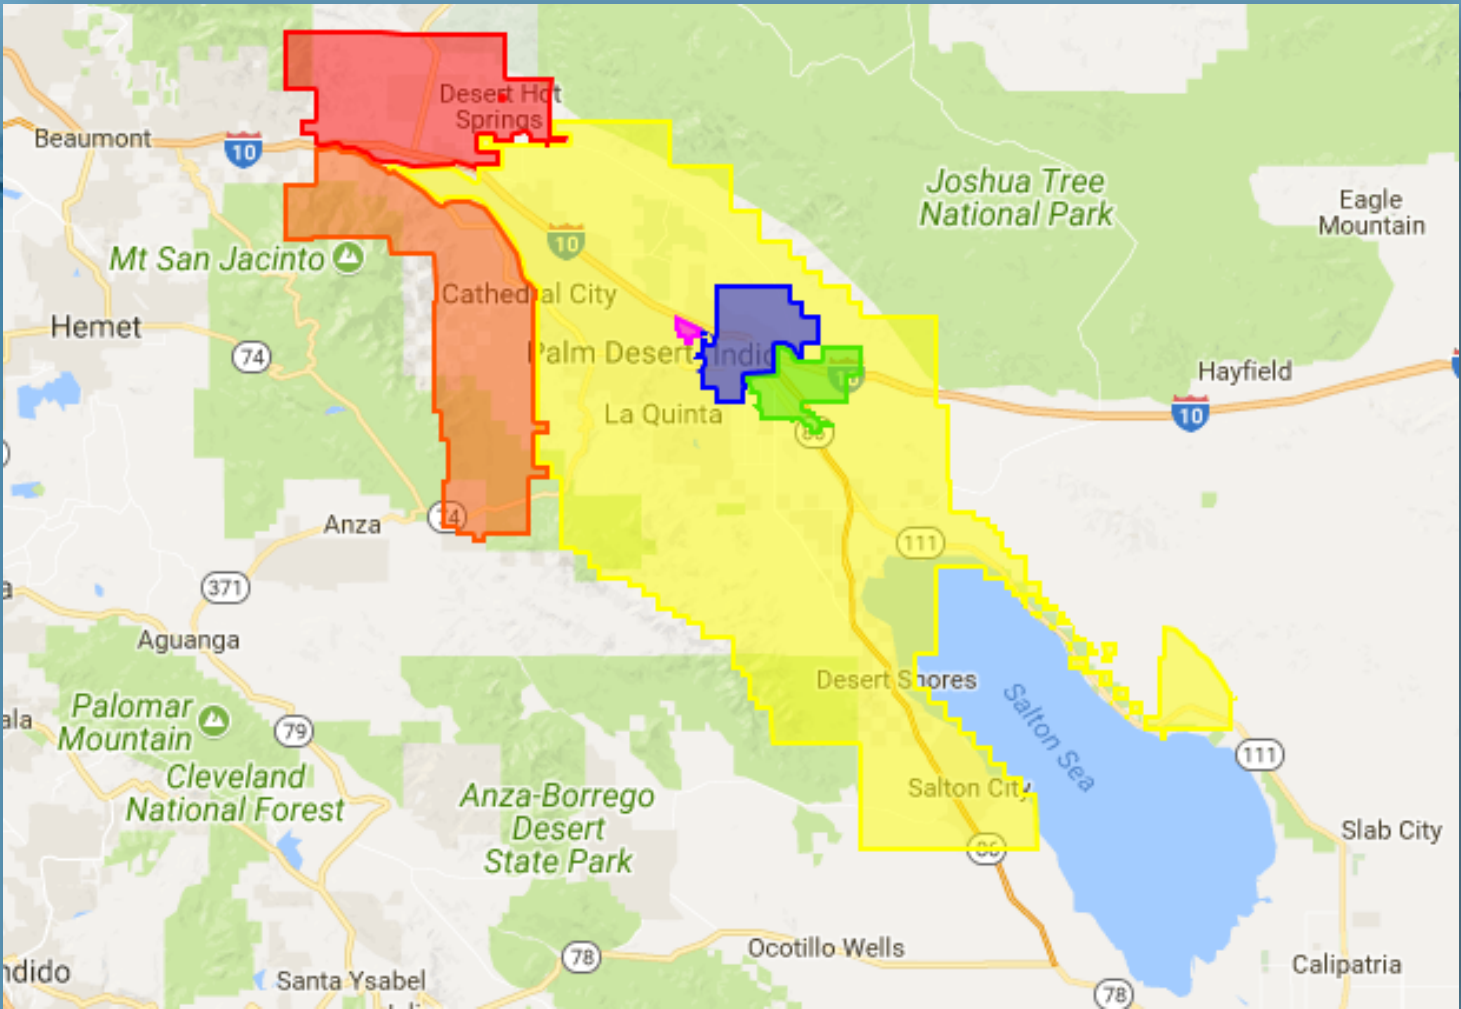 Desert Hot
Springs
Beaumont
10
Joshua Tree
National Park
Eagle
Mountain
Mt San Jacinto
10
Cathedral City
Hemet
74
Palm Desert
Indio
10
Hayfield
La Quinta
10
86
74
Anza
111
371
Aguanga
Desert Shores
Salton Sea
Palomar
Mountain
79
111
Cleveland
National Forest
Anza-Borrego
Desert
State Park
Salton City
Slab City
86
Ocotillo Wells
78
Calipatria
Santa Ysabel
78